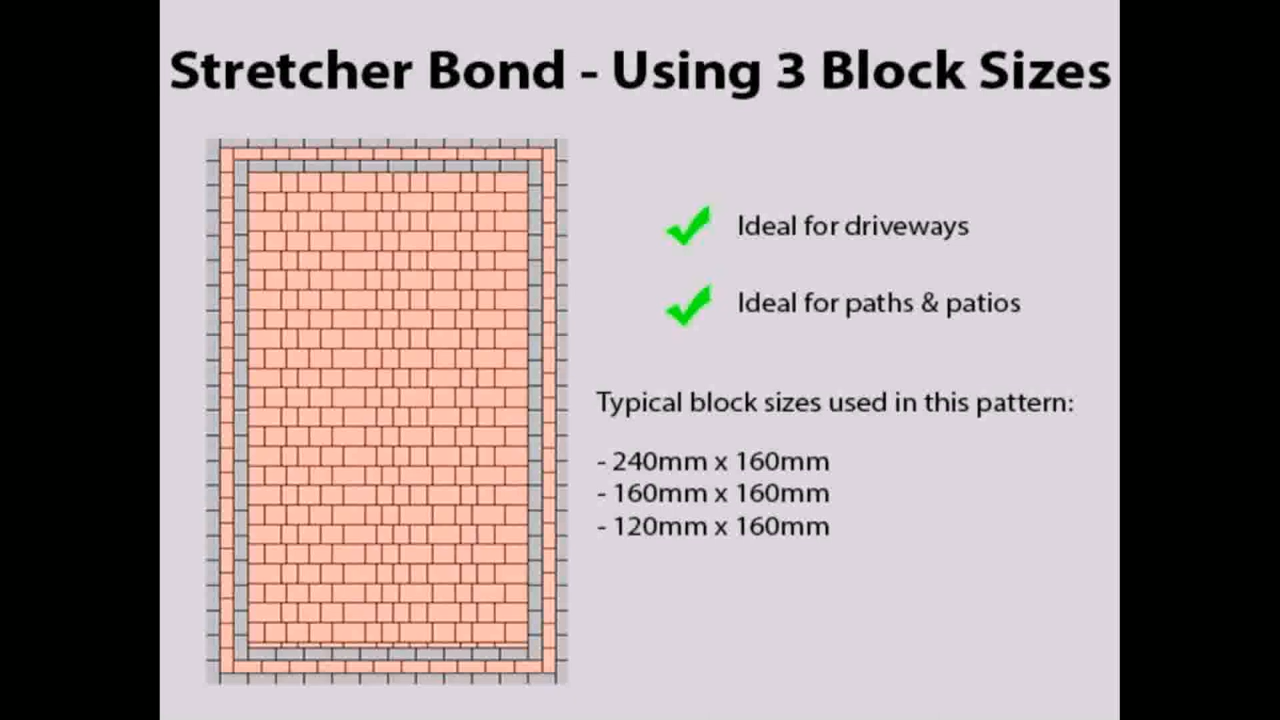 Stretcher Bond - Using 3 Block Sizes
Ideal for driveways
Ideal for paths & patios
Typical block sizes used in this pattern:
- 240mm x 160mm
- 160mm x 160mm
- 120mm x 160mm